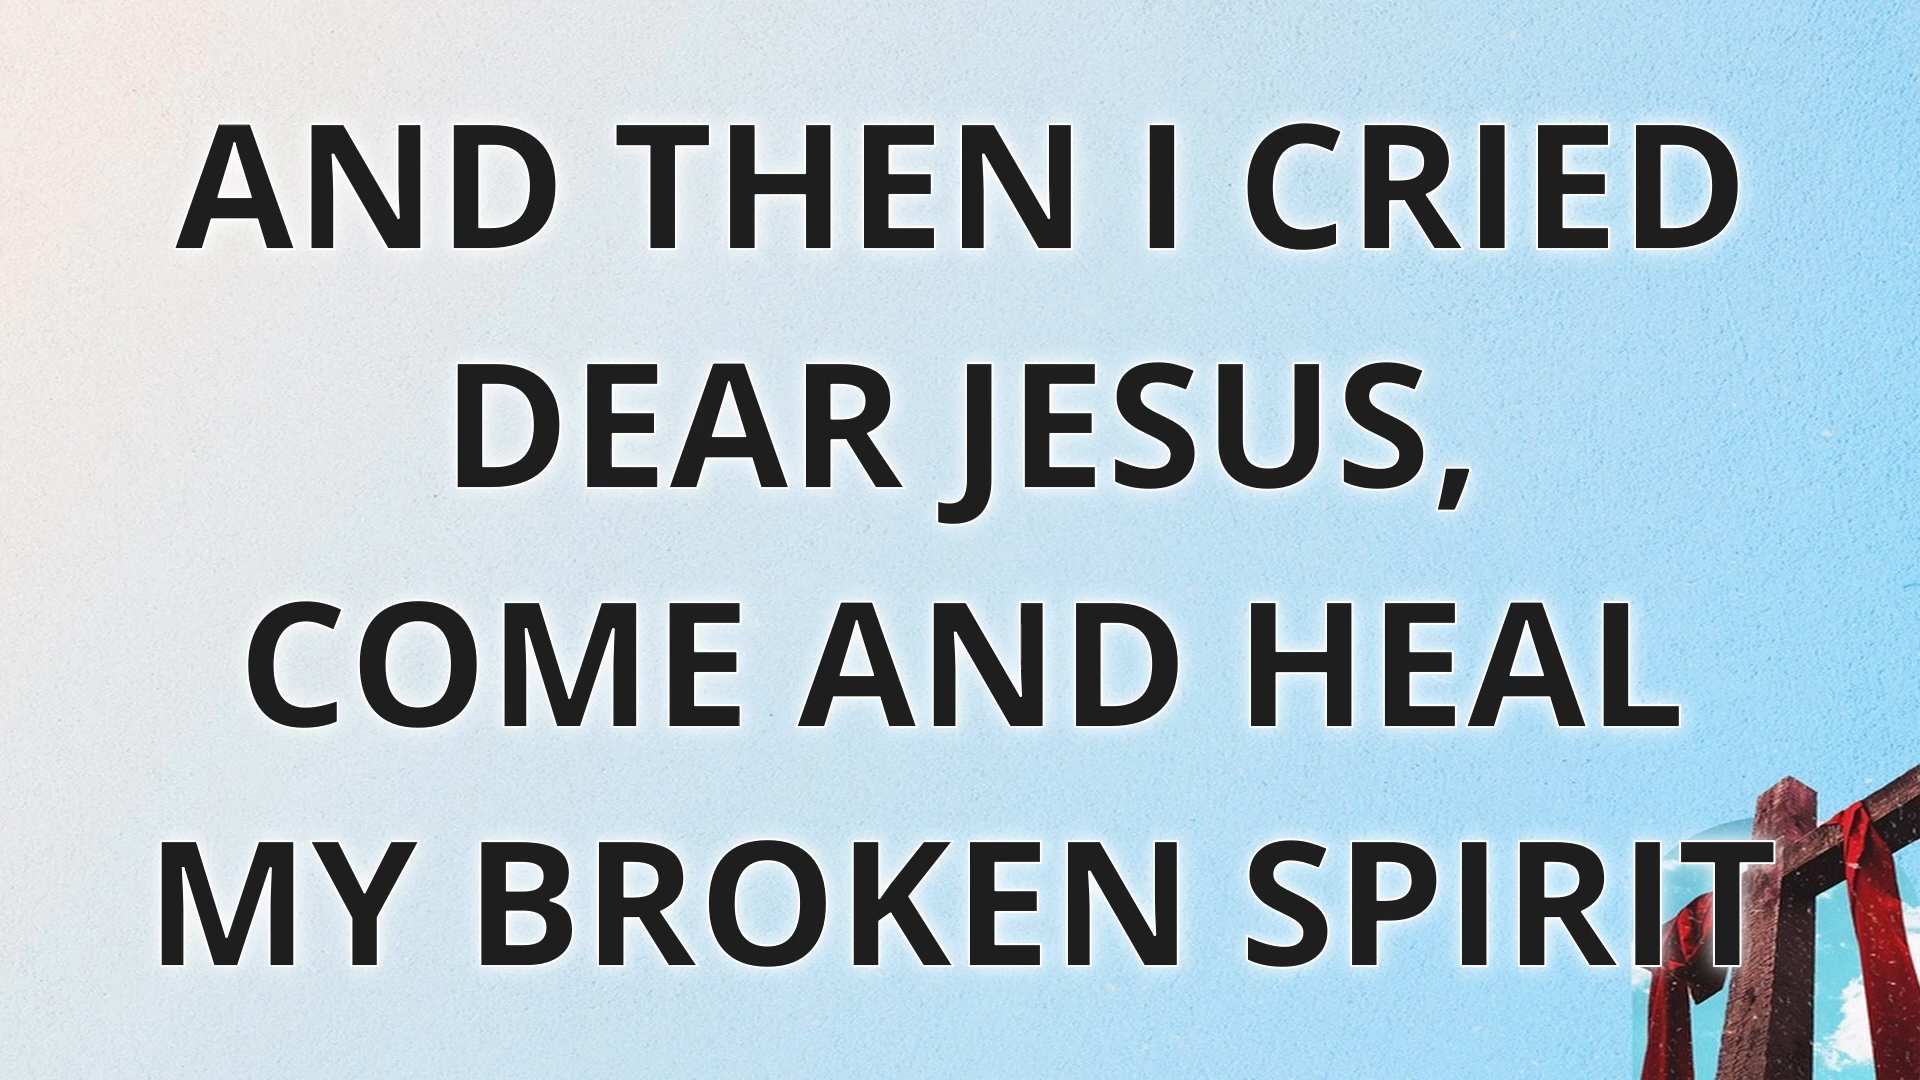 AND THEN I CRIED
DEAR JESUS,
COME AND HEAL
MY BROKEN SPIRIT